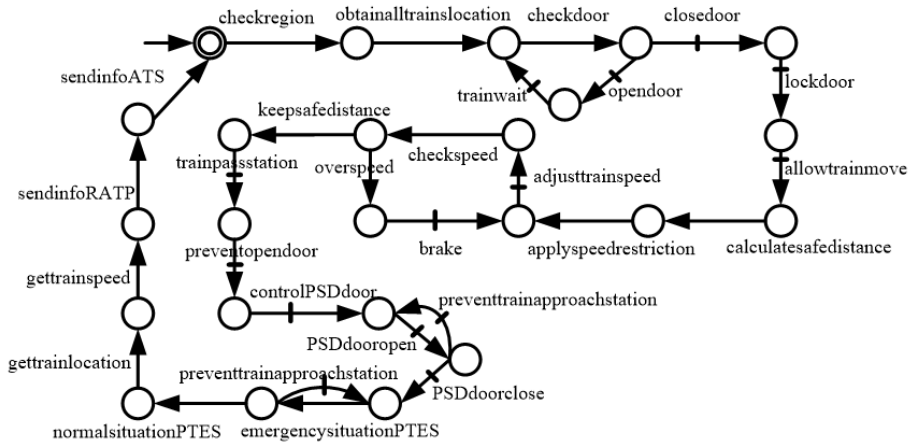 checkregion
obtainalltrainslocation
checkdoor
closedoor
sendinfoATS
lockdoor
trainwait
opendoor
keepsafedistance
trainpassstation
overspeed
checkspeed
adjusttrainspeed
allowtrainmove
sendinfoRATP
preventopendoor
brake
applyspeedrestriction
calculatesafedistance
gettrainspeed
controlPSDdoor
preventtrainapproachstation
PSDdooropen
gettrainlocation
preventtrainapproachstation
PSDdoorclose
normalsituationPTES
emergencysituationPTES